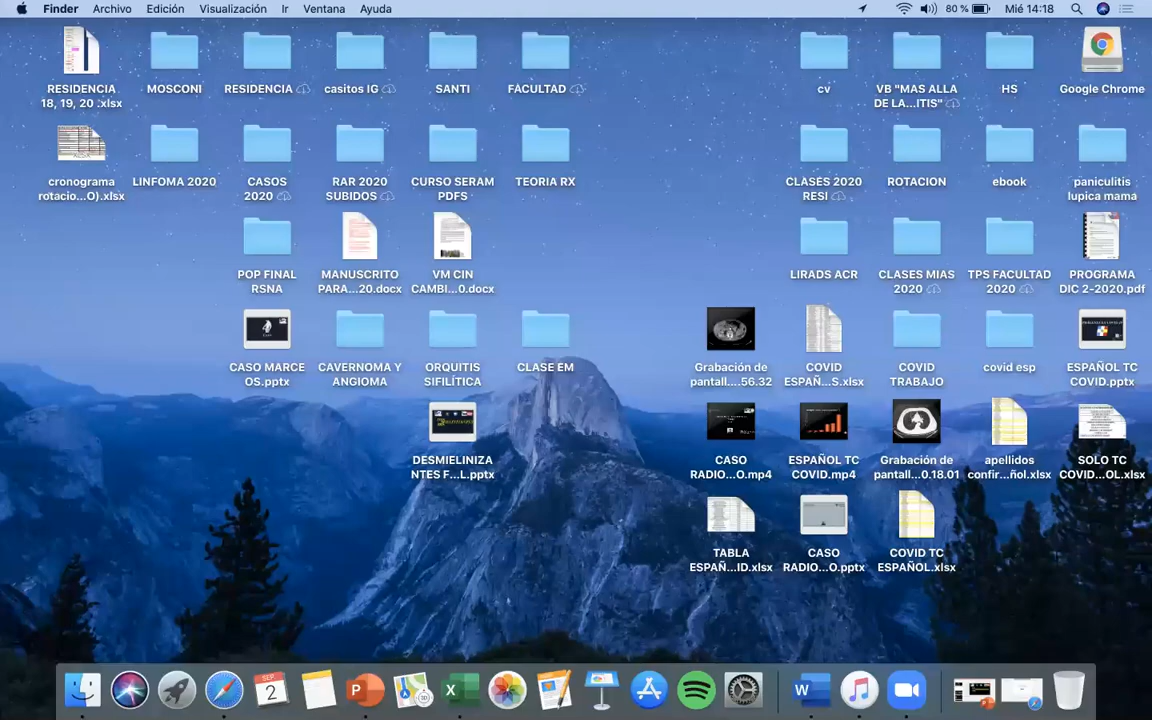 Finder Archivo Edición Visualización Ir Ventana Ayuda 80 % Mié 14:18
RESIDENCIA
18, 19, 20 .xlsx
MOSCONI
RESIDENCIA
casitos IG
SANTI
FACULTAD
cv
VB "MAS ALLA
DE LA...ITIS"
HS
Google Chrome
cronograma
rotacio...O).xlsx
LINFOMA 2020
CASOS
2020
RAR 2020
SUBIDOS
CURSO SERAM
PDFS
TEORIA RX
CLASES 2020
RESI
ROTACION
ebook
paniculitis
lupica mama
POP FINAL
RSNA
MANUSCRITO
PARA...20.docx
VM CIN
CAMBI...0.docx
LIRADS ACR
CLASES MIAS
2020
TPS FACULTAD
2020
PROGRAMA
DIC 2-2020.pdf
CASO MARCE
OS.pptx
CAVERNOMA Y
ANGIOMA
ORQUITIS
SIFILÍTICA
CLASE EM
Grabación de
pantall....56.32
COVID
ESPAÑ...S.xlsx
COVID
TRABAJO
covid esp
ESPAÑOL TC
COVID.pptx
DESMIELINIZA
NTES F...L.pptx
CASO
RADIO...O.mp4
ESPAÑOL TC
COVID.mp4
Grabación de
pantall...0.18.01
apellidos
confir...ñol.xlsx
SOLO TC
COVID...OL.xlsx
TABLA
ESPAÑ...ID.xlsx
CASO
RADIO...O.pptx
COVID TC
ESPAÑOL.xlsx
SEP.
2
P
3D
X
W